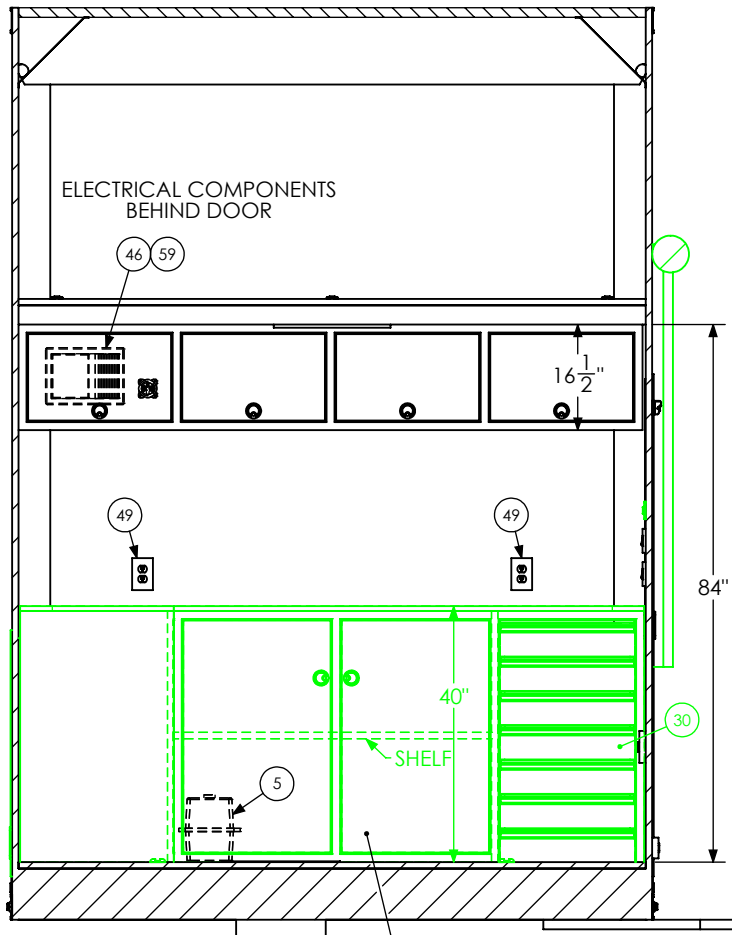 ELECTRICAL COMPONENTS
BEHIND DOOR
46 59
16 1/2"
49 49
84"
40"
30
SHELF
5